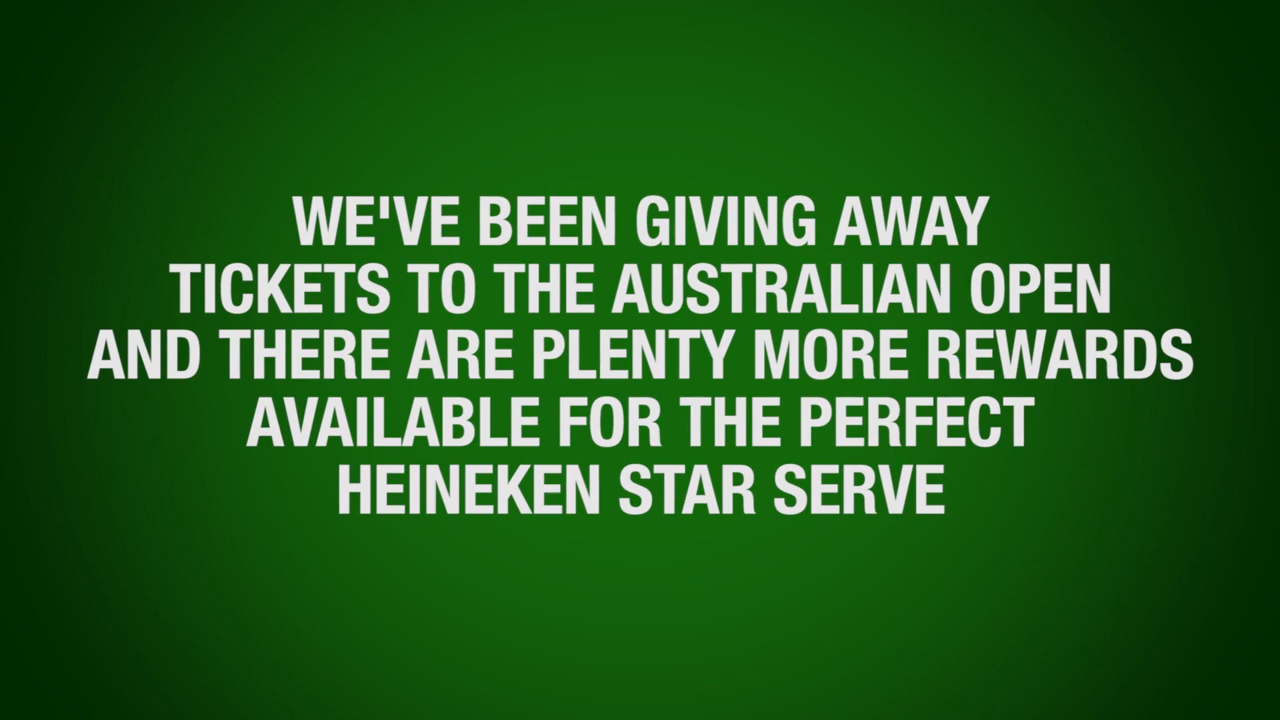 WE'VE BEEN GIVING AWAY
TICKETS TO THE AUSTRALIAN OPEN
AND THERE ARE PLENTY MORE REWARDS
AVAILABLE FOR THE PERFECT
HEINEKEN STAR SERVE